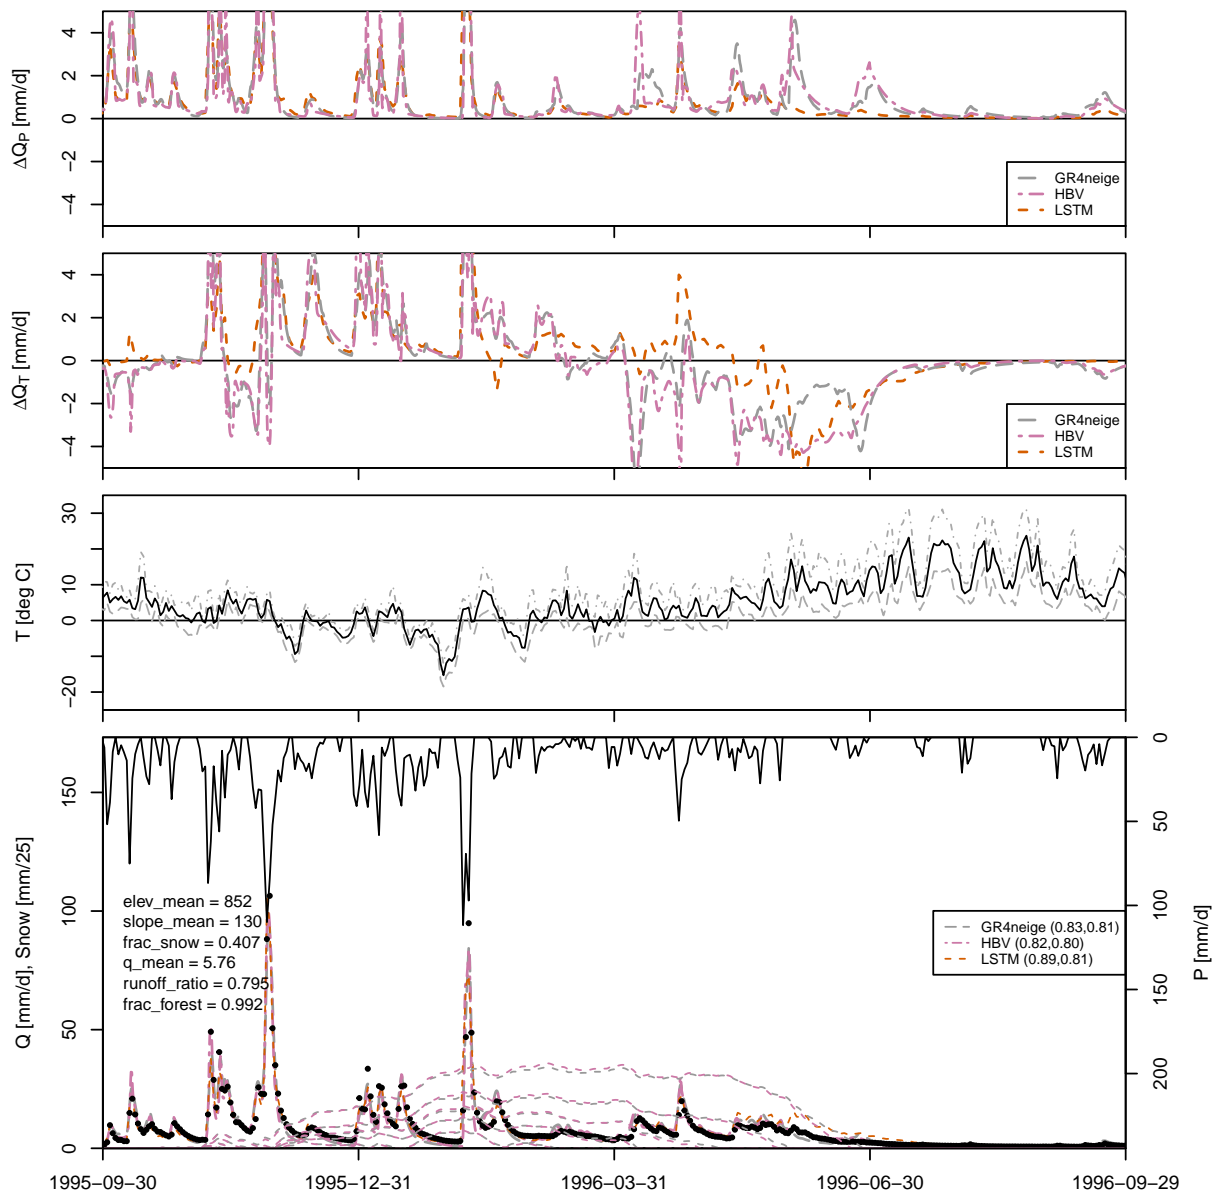 ΔQP [mm/d]
4
2
0
−2
−4
GR4neige
HBV
LSTM
ΔQT [mm/d]
4
2
0
−2
−4
GR4neige
HBV
LSTM
T [deg C]
30
10
0
−20
Q [mm/d], Snow [mm/25]
150
100
50
0
elev_mean = 852
slope_mean = 130
frac_snow = 0.407
q_mean = 5.76
runoff_ratio = 0.795
frac_forest = 0.992
GR4neige (0.83,0.81)
HBV (0.82,0.80)
LSTM (0.89,0.81)
0
50
100
150
200
P [mm/d]
1995−09−30
1995−12−31
1996−03−31
1996−06−30
1996−09−29